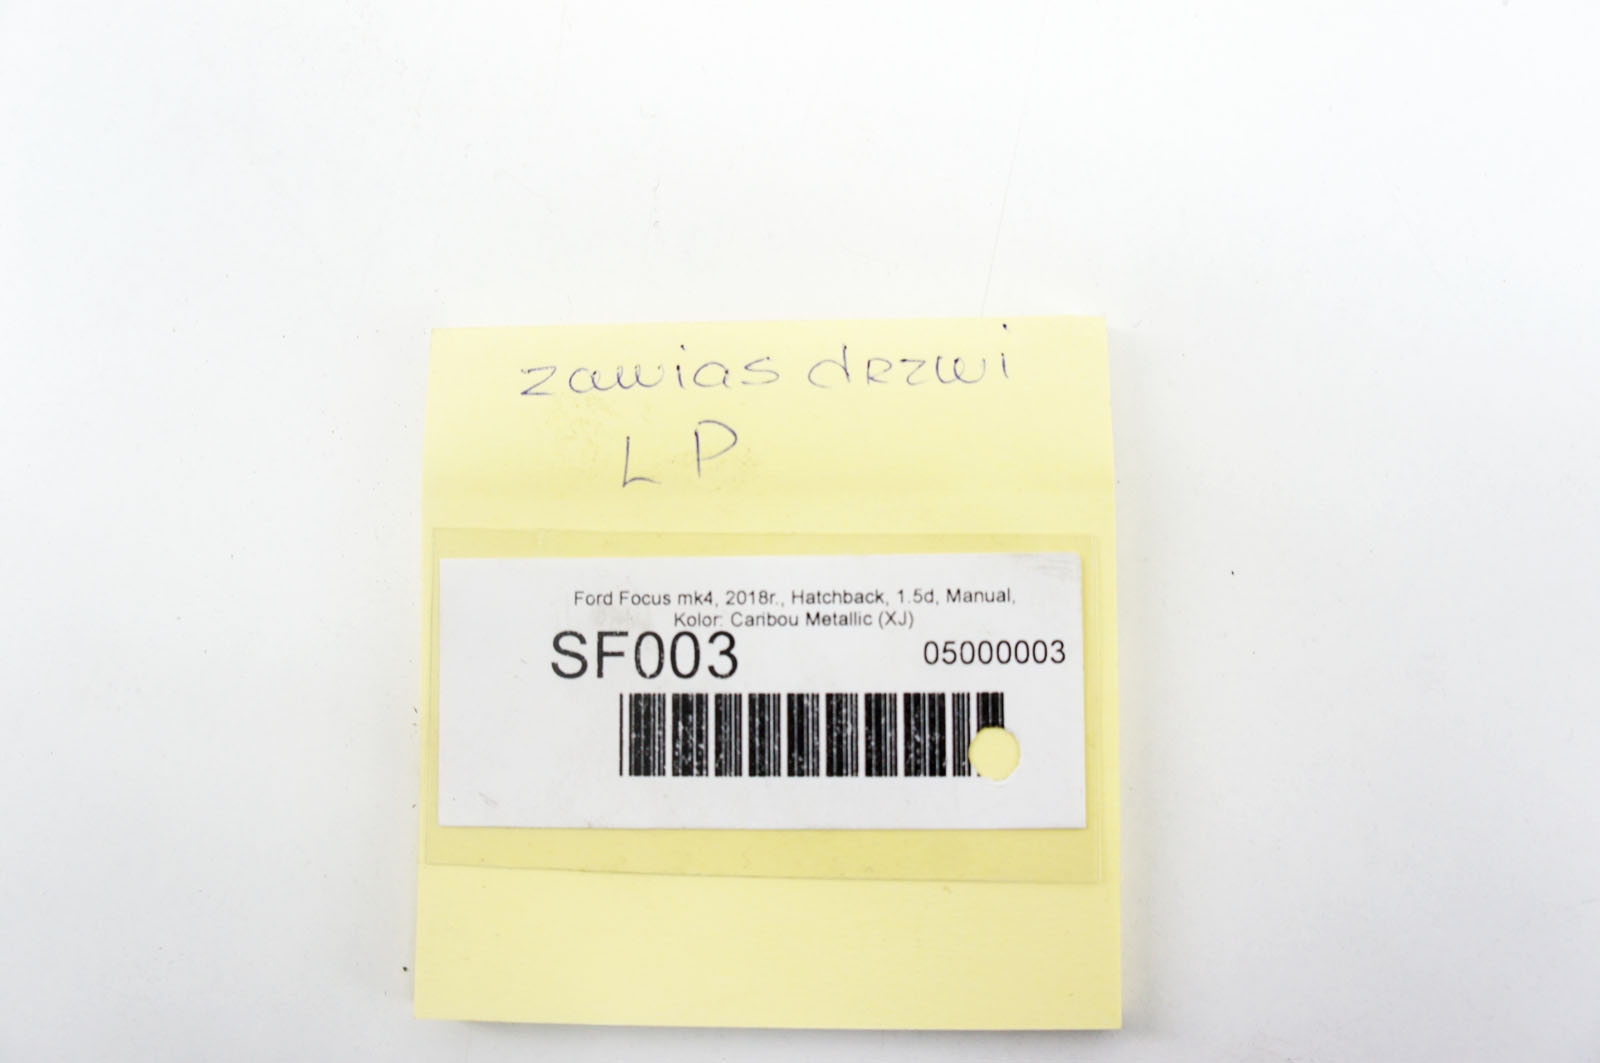 zawias drzwi
L P
Ford Focus mk4, 2018r., Hatchback, 1.5d, Manual,
Kolor: Caribou Metallic (XJ)
SF003 05000003